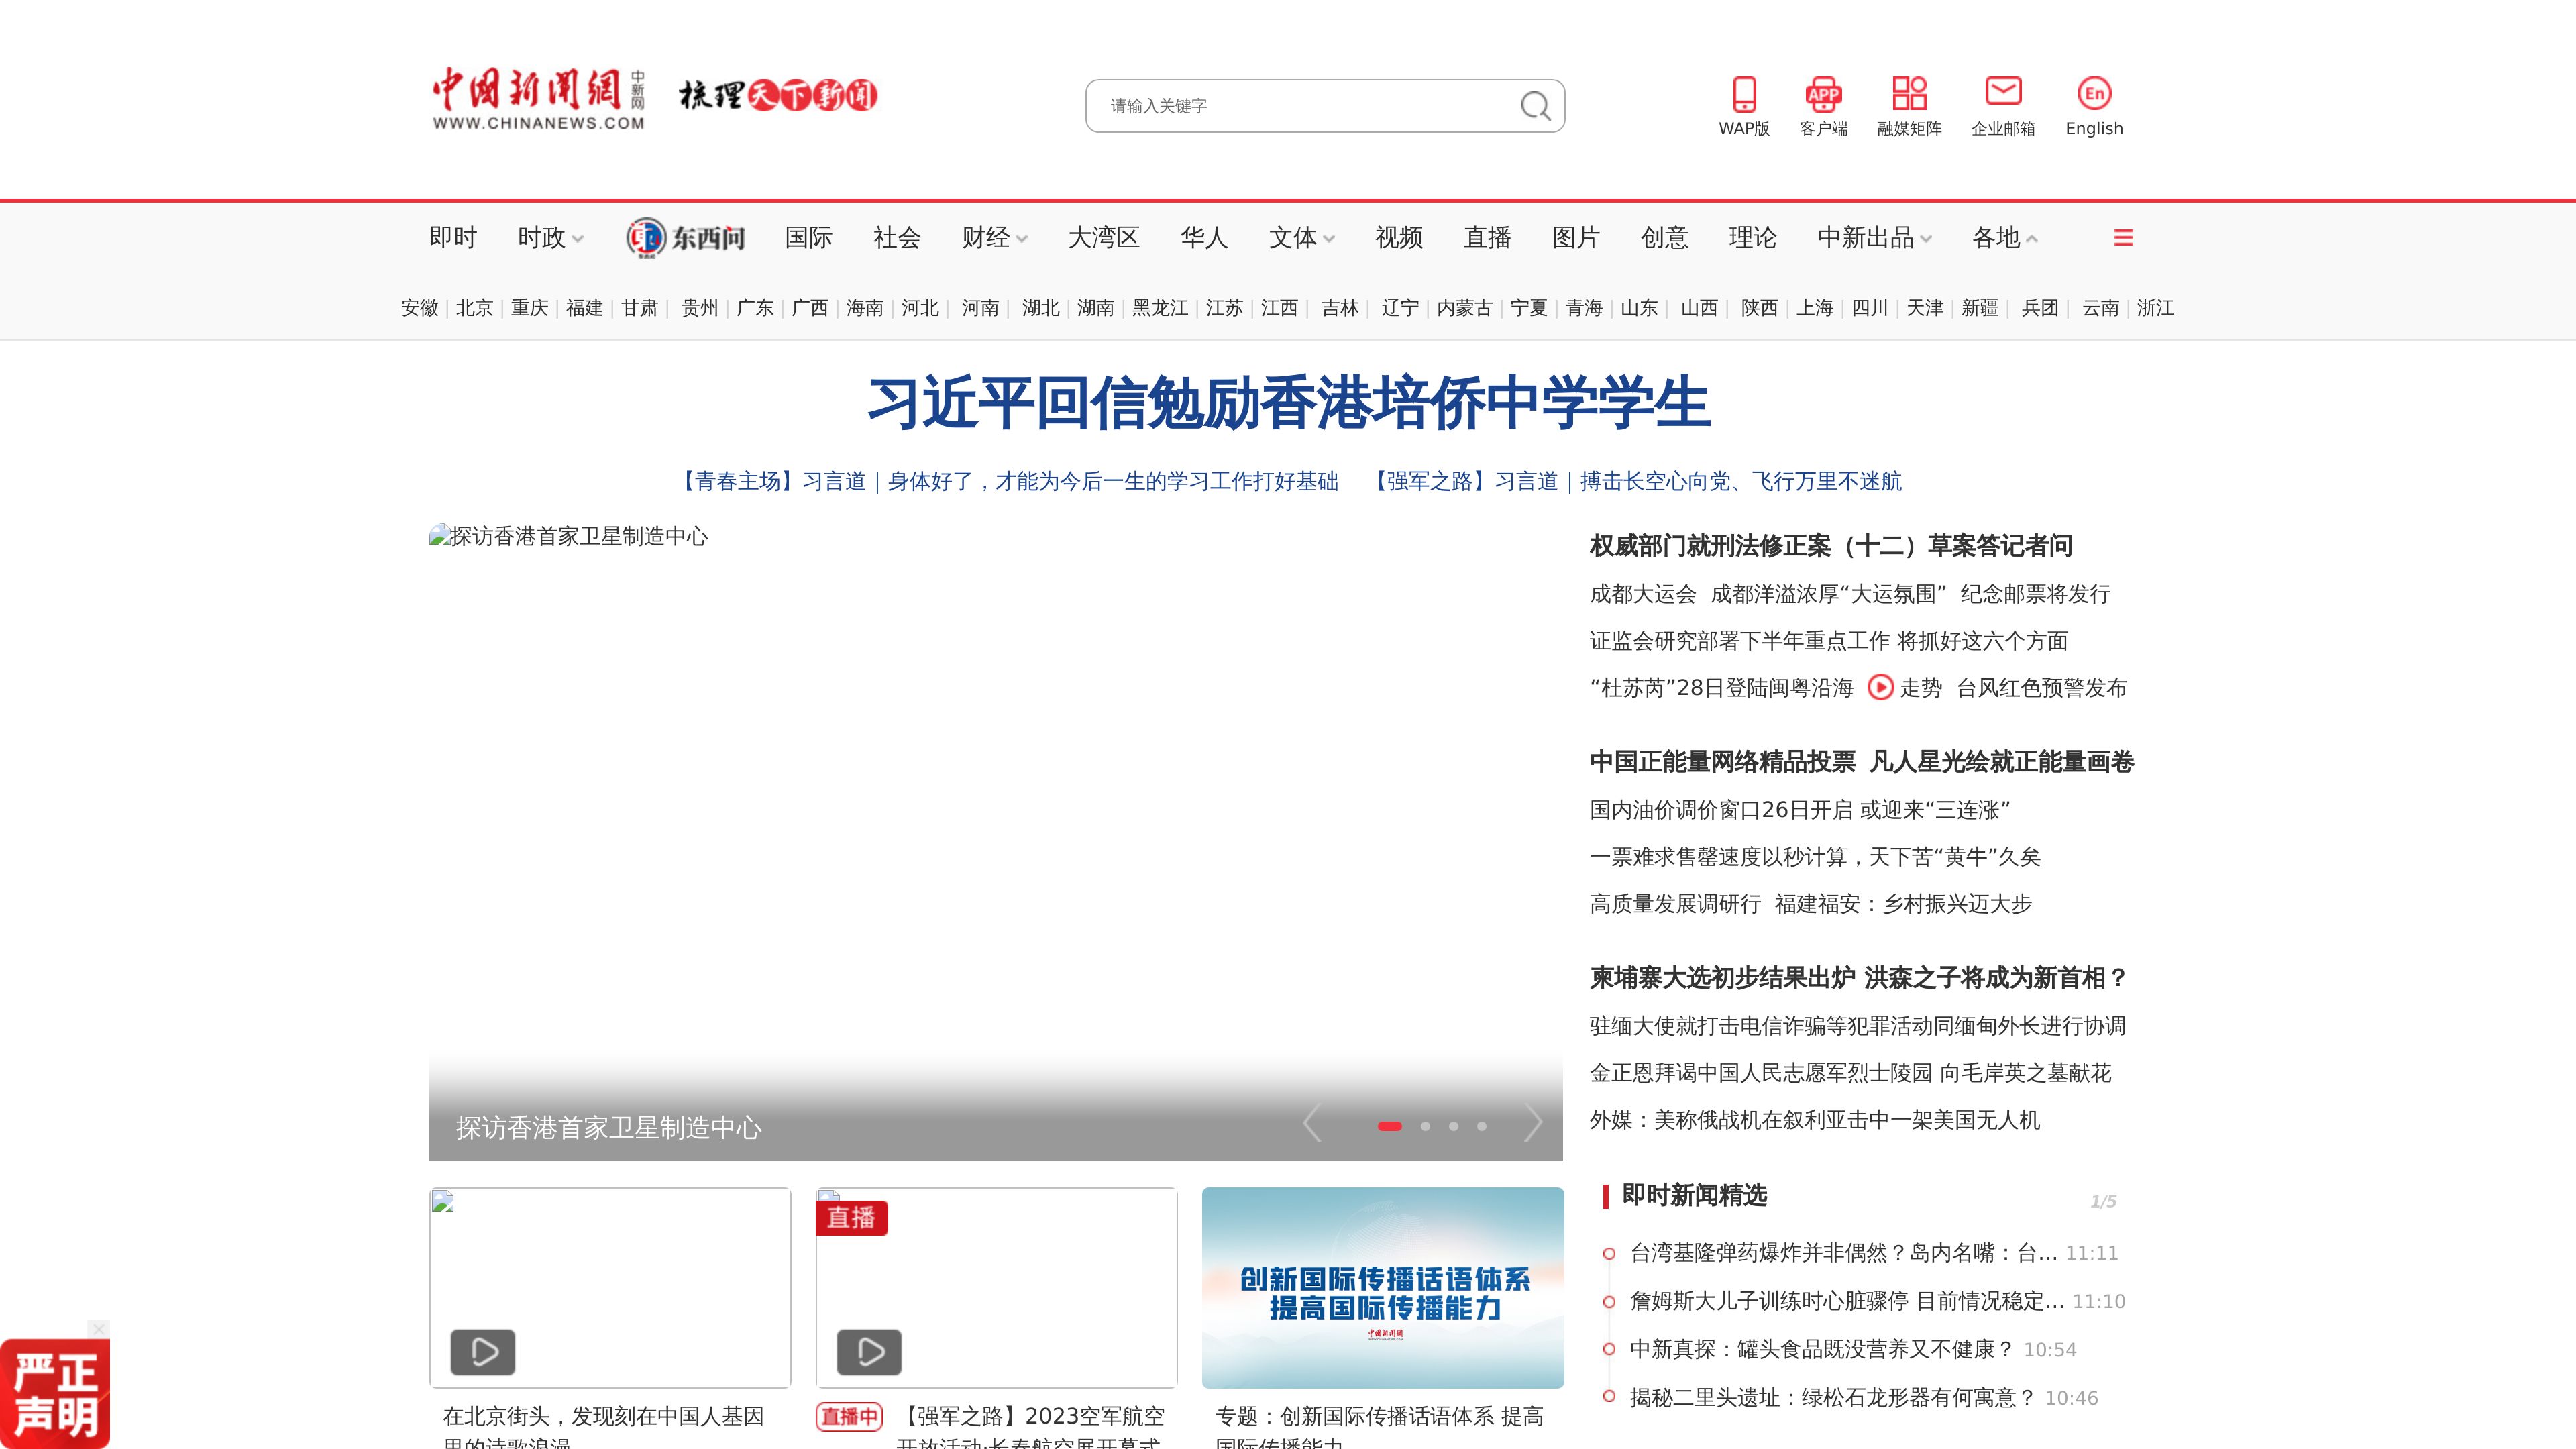 中国新闻網 中新网
WWW.CHINANEWS.COM
梳理天下新闻
请输入关键字
WAP版 客户端 融媒矩阵 企业邮箱 English
APP
En
即时 时政 东西问 国际 社会 财经 大湾区 华人 文体 视频 直播 图片 创意 理论 中新出品 各地
安徽 | 北京 | 重庆 | 福建 | 甘肃 | 贵州 | 广东 | 广西 | 海南 | 河北 | 河南 | 湖北 | 湖南 | 黑龙江 | 江苏 | 江西 | 吉林 | 辽宁 | 内蒙古 | 宁夏 | 青海 | 山东 | 山西 | 陕西 | 上海 | 四川 | 天津 | 新疆 | 兵团 | 云南 | 浙江
习近平回信勉励香港培侨中学学生
【青春主场】习言道｜身体好了，才能为今后一生的学习工作打好基础 【强军之路】习言道｜搏击长空心向党、飞行万里不迷航
探访香港首家卫星制造中心
探访香港首家卫星制造中心
权威部门就刑法修正案（十二）草案答记者问
成都大运会 成都洋溢浓厚“大运氛围” 纪念邮票将发行
证监会研究部署下半年重点工作 将抓好这六个方面
“杜苏芮”28日登陆闽粤沿海 走势 台风红色预警发布
中国正能量网络精品投票 凡人星光绘就正能量画卷
国内油价调价窗口26日开启 或迎来“三连涨”
一票难求售罄速度以秒计算，天下苦“黄牛”久矣
高质量发展调研行 福建福安：乡村振兴迈大步
柬埔寨大选初步结果出炉 洪森之子将成为新首相？
驻缅大使就打击电信诈骗等犯罪活动同缅甸外长进行协调
金正恩拜谒中国人民志愿军烈士陵园 向毛岸英之墓献花
外媒：美称俄战机在叙利亚击中一架美国无人机
直播
创新国际传播话语体系
提高国际传播能力
中国新闻网
在北京街头，发现刻在中国人基因
里的诗歌浪漫
直播中 【强军之路】2023空军航空
开放活动·长春航空展开幕式
专题：创新国际传播话语体系 提高
国际传播能力
即时新闻精选 1/5
台湾基隆弹药爆炸并非偶然？岛内名嘴：台... 11:11
詹姆斯大儿子训练时心脏骤停 目前情况稳定... 11:10
中新真探：罐头食品既没营养又不健康？ 10:54
揭秘二里头遗址：绿松石龙形器有何寓意？ 10:46
严正
声明